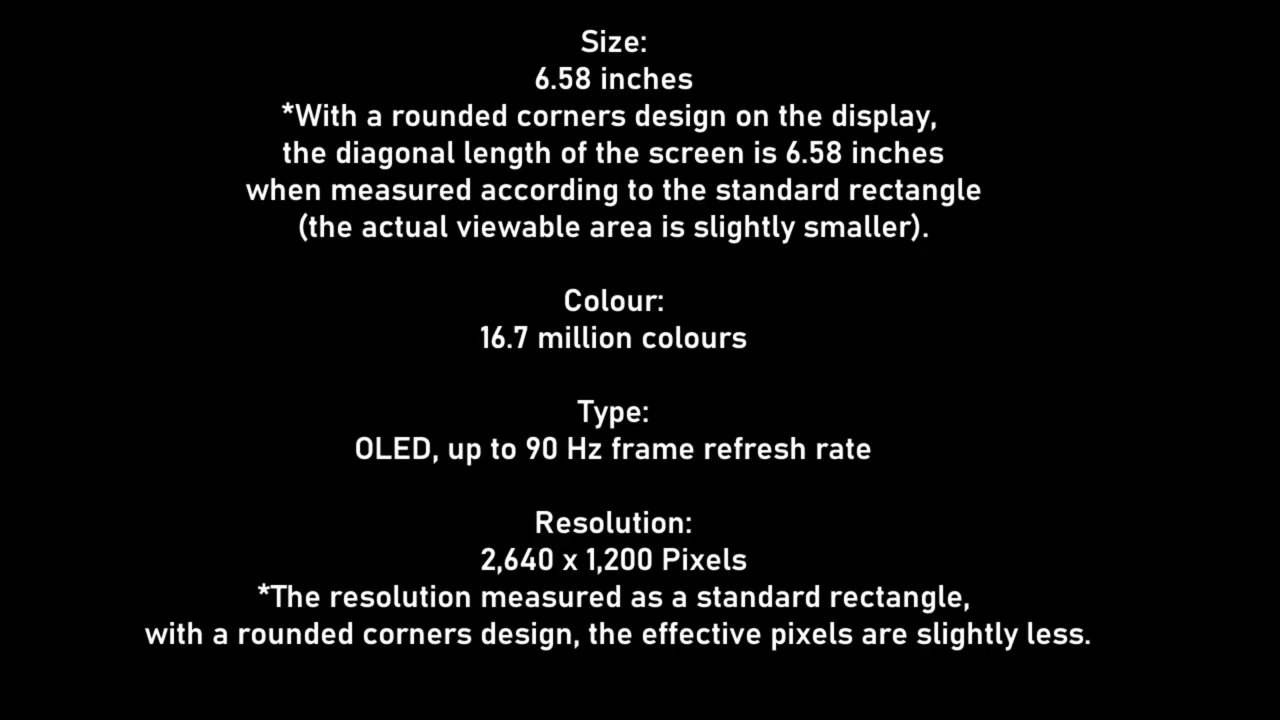 Size:
6.58 inches
*With a rounded corners design on the display,
the diagonal length of the screen is 6.58 inches
when measured according to the standard rectangle
(the actual viewable area is slightly smaller).
Colour:
16.7 million colours
Type:
OLED, up to 90 Hz frame refresh rate
Resolution:
2,640 x 1,200 Pixels
*The resolution measured as a standard rectangle,
with a rounded corners design, the effective pixels are slightly less.